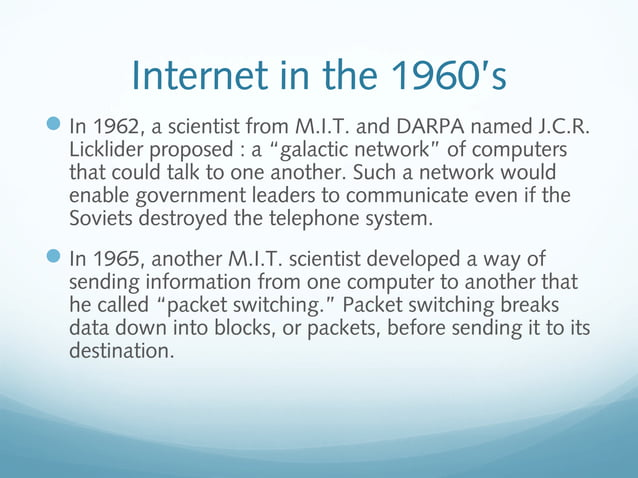 Internet in the 1960's
In 1962, a scientist from M.I.T. and DARPA named J.C.R.
Licklider proposed : a “galactic network” of computers
that could talk to one another. Such a network would
enable government leaders to communicate even if the
Soviets destroyed the telephone system.
In 1965, another M.I.T. scientist developed a way of
sending information from one computer to another that
he called “packet switching.” Packet switching breaks
data down into blocks, or packets, before sending it to its
destination.